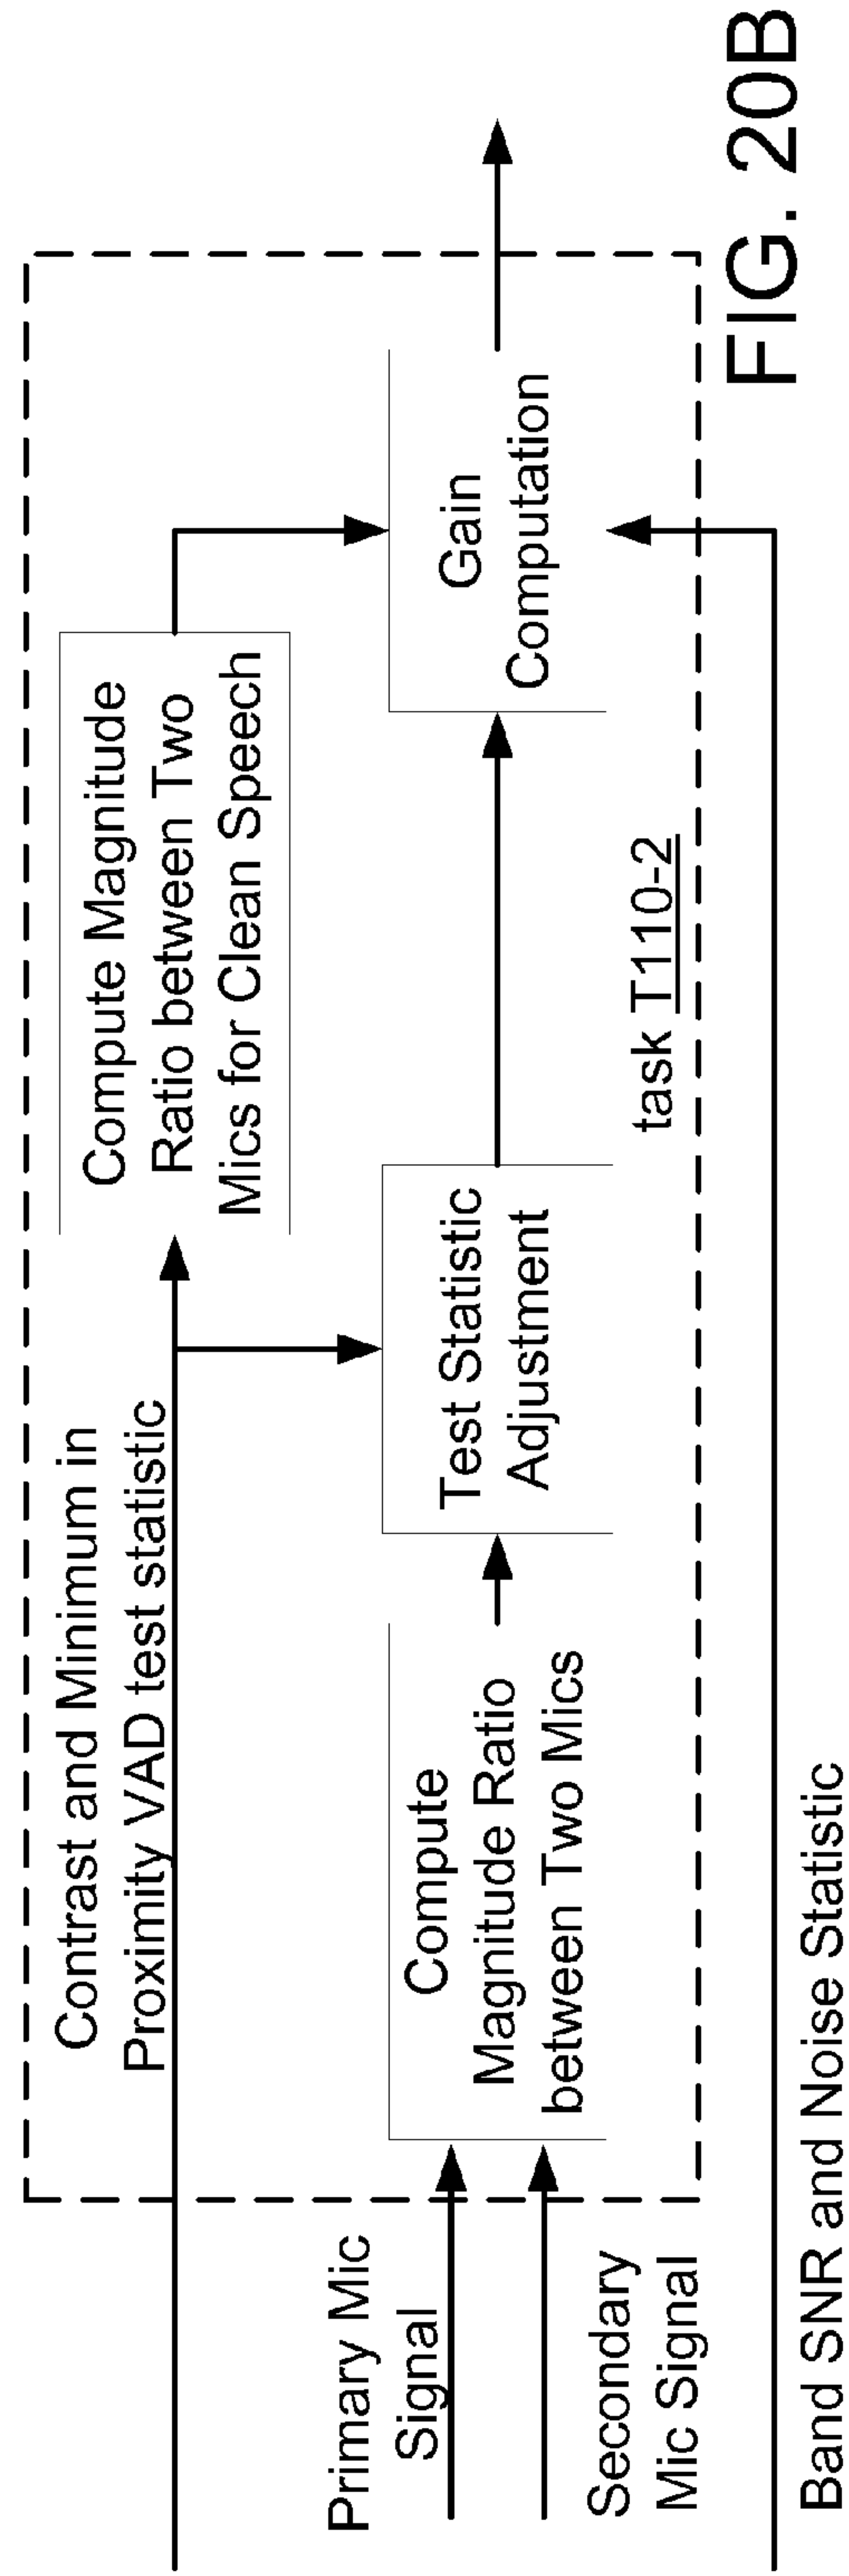 Contrast and Minimum in
Proximity VAD test statistic
Compute Magnitude
Ratio between Two
Mics for Clean Speech
Primary Mic
Signal
Secondary
Mic Signal
Compute
Magnitude Ratio
between Two Mics
Test Statistic
Adjustment
Gain
Computation
task T110-2
Band SNR and Noise Statistic
FIG. 20B